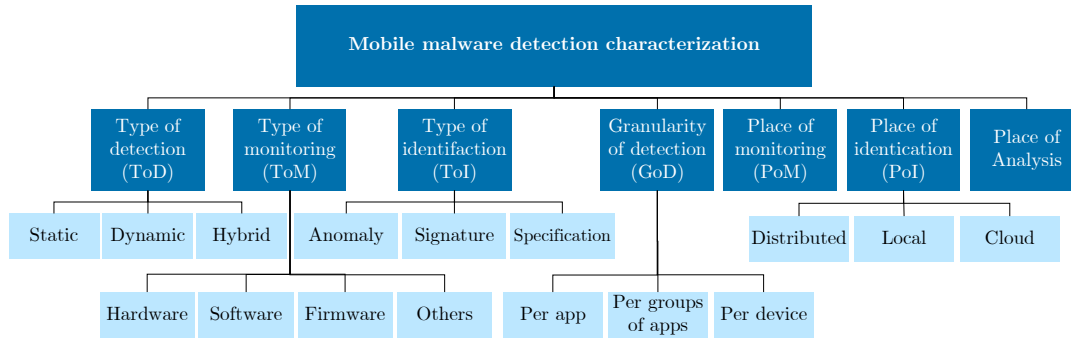 Mobile malware detection characterization
Type of
detection
(ToD)
Type of
monitoring
(ToM)
Type of
identifaction
(ToI)
Granularity
of detection
(GoD)
Place of
monitoring
(PoM)
Place of
identication
(PoI)
Place of
Analysis
Static
Dynamic
Hybrid
Anomaly
Signature
Specification
Distributed
Local
Cloud
Hardware
Software
Firmware
Others
Per app
Per groups
of apps
Per device